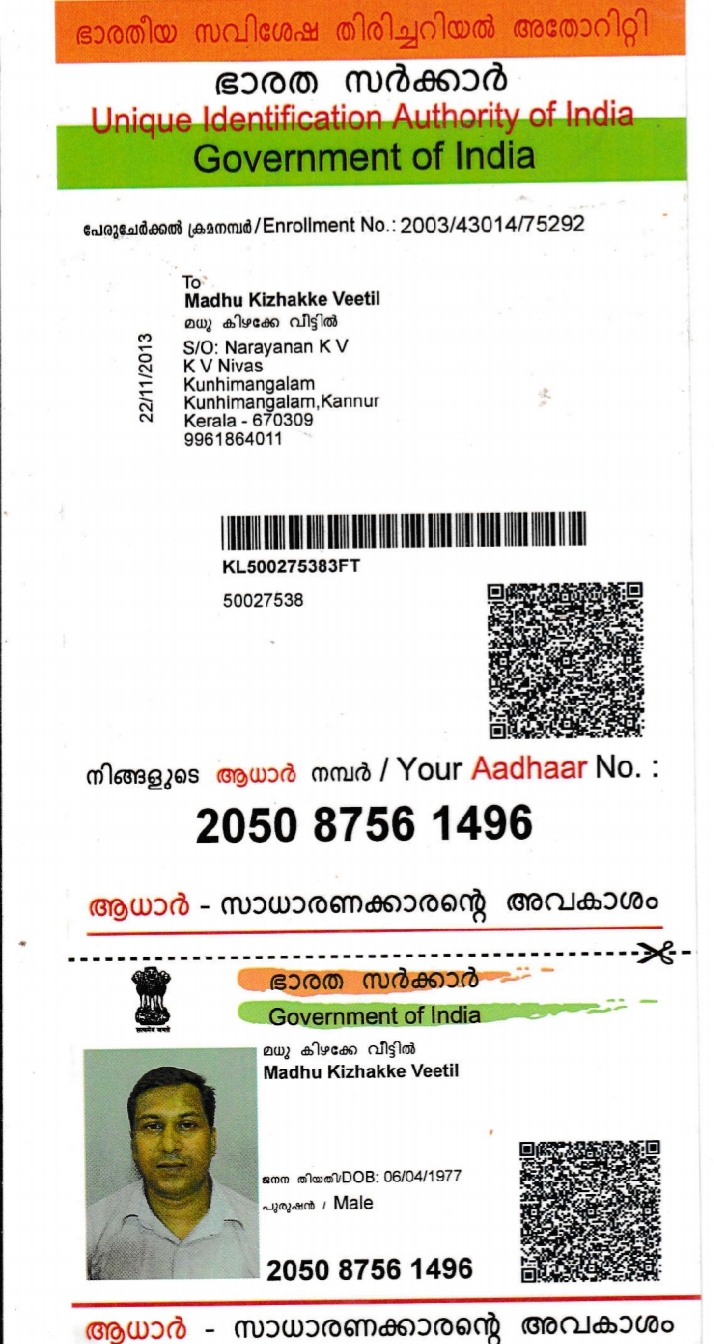 ഭാരതീയ സവിശേഷ തിരിച്ചറിയൽ അതോറിറ്റി
ഭാരത സർക്കാർ
Unique Identification Authority of India
Government of India
പേരുചേർക്കൽ ക്രമനമ്പർ/Enrollment No.: 2003/43014/75292
To
Madhu Kizhakke Veetil
മധു കിഴക്കേ വീട്ടിൽ
S/O: Narayanan K V
K V Nivas
Kunhimangalam
Kunhimangalam,Kannur
Kerala - 670309
9961864011
22/11/2013
KL500275383FT
50027538
നിങ്ങളുടെ ആധാർ നമ്പർ / Your Aadhaar No. :
2050 8756 1496
ആധാർ - സാധാരണക്കാരന്റെ അവകാശം
ഭാരത സർക്കാർ
Government of India
സത്യമേവ ജയതേ
മധു കിഴക്കേ വീട്ടിൽ
Madhu Kizhakke Veetil
ജനന തിയതി/DOB: 06/04/1977
പുരുഷൻ / Male
2050 8756 1496
ആധാർ - സാധാരണക്കാരന്റെ അവകാശം